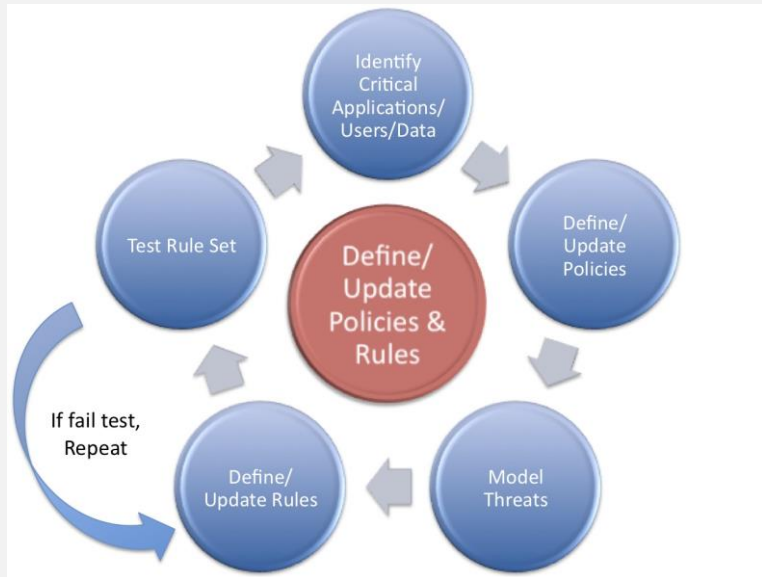 Identify
Critical
Applications/
Users/Data
Define/
Update
Policies
Model
Threats
Define/
Update Rules
Test Rule Set
If fail test,
Repeat
Define/
Update
Policies &
Rules